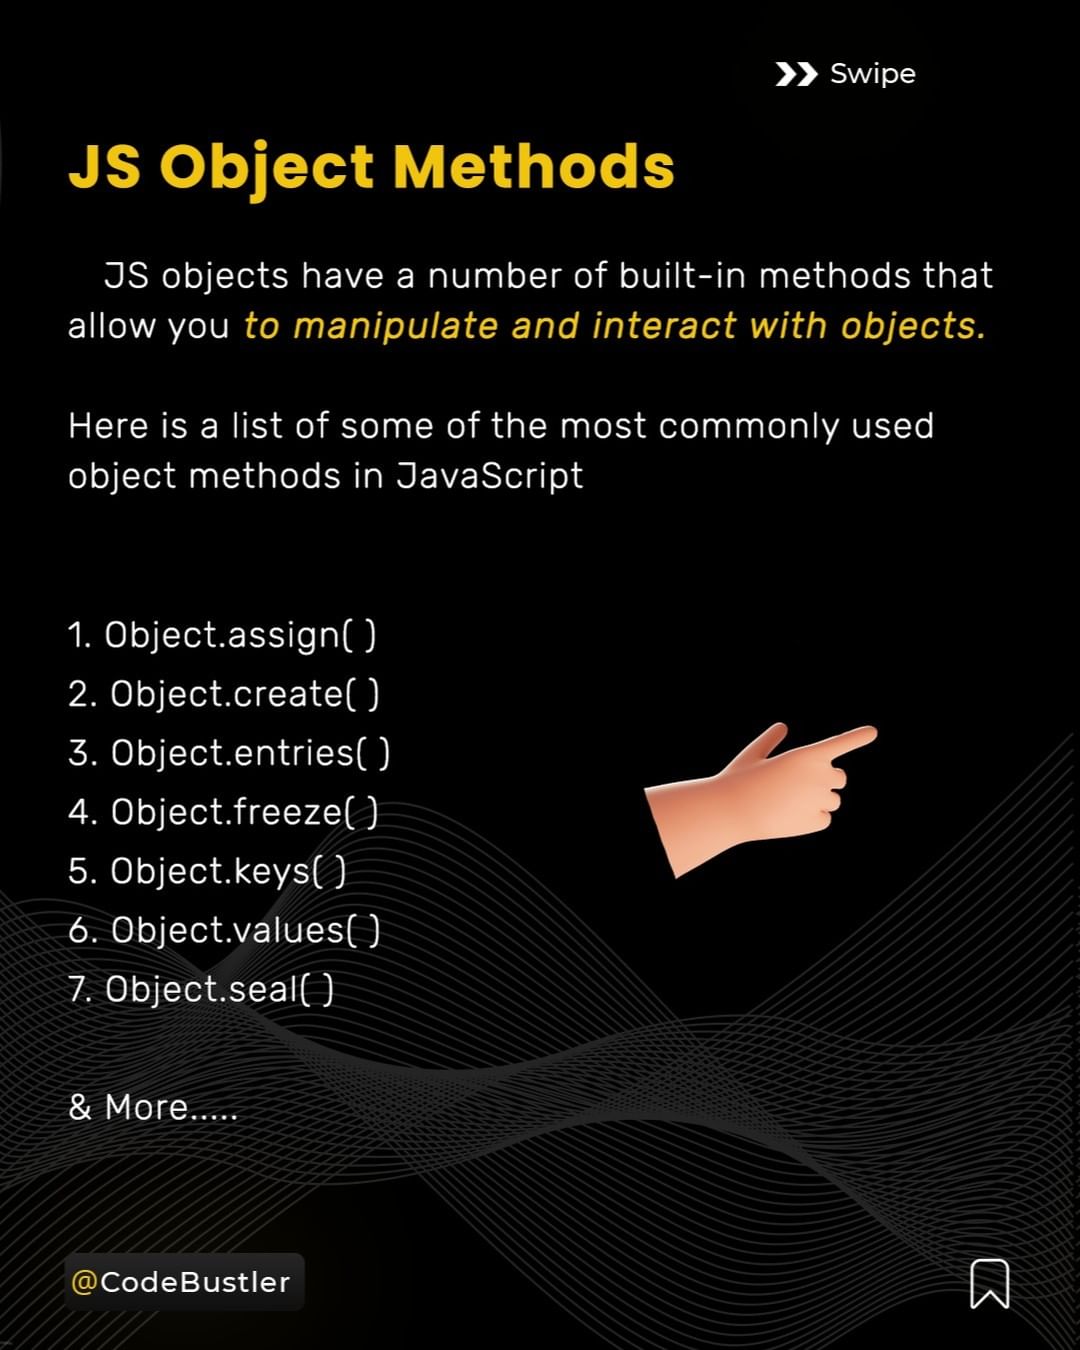 Swipe
JS Object Methods
JS objects have a number of built-in methods that
allow you to manipulate and interact with objects.
Here is a list of some of the most commonly used
object methods in JavaScript
1. Object.assign( )
2. Object.create( )
3. Object.entries( )
4. Object.freeze( )
5. Object.keys( )
6. Object.values( )
7. Object.seal( )
& More.....
@CodeBustler